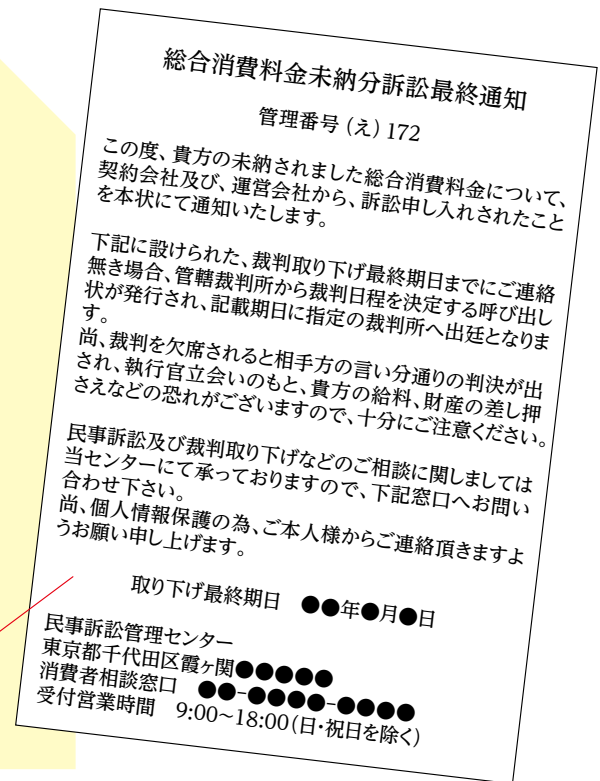 総合消費料金未納分訴訟最終通知
管理番号（え）172
この度、貴方の未納されました総合消費料金について、
契約会社及び、運営会社から、訴訟申し入れされたこと
を本状にて通知いたします。
下記に設けられた、裁判取り下げ最終期日までにご連絡
無き場合、管轄裁判所から裁判日程を決定する呼び出し
状が発行され、記載期日に指定の裁判所へ出廷となりま
す。
尚、裁判を欠席されると相手方の言い分通りの判決が出
され、執行官立会いのもと、貴方の給料、財産の差し押
さえなどの恐れがございますので、十分にご注意ください。
民事訴訟及び裁判取り下げなどのご相談に関しましては
当センターにて承っておりますので、下記窓口へお問い
合わせ下さい。
尚、個人情報保護の為、ご本人様からご連絡頂きますよ
うお願い申し上げます。
取り下げ最終期日　●●年●月●日
民事訴訟管理センター
東京都千代田区霞ヶ関●●●●●
消費者相談窓口　●●-●●●●-●●●●
受付営業時間　9:00~18:00(日・祝日を除く)